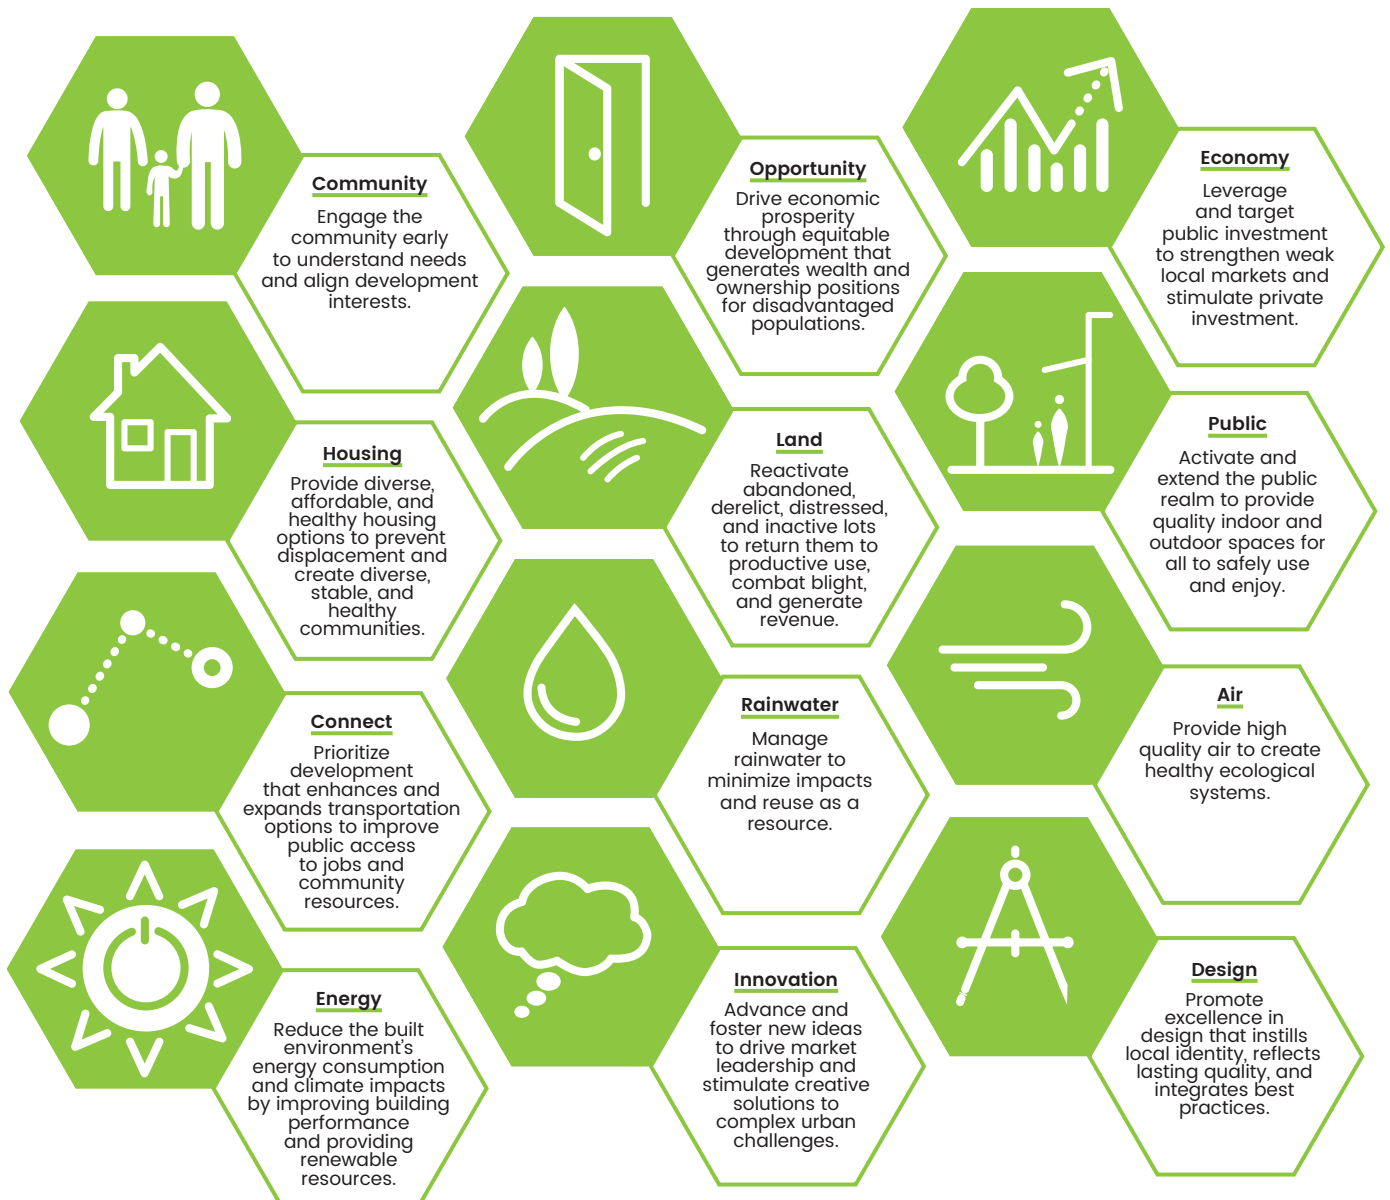 Community
Engage the
community early
to understand needs
and align development
interests.
Opportunity
Drive economic
prosperity
through equitable
development that
generates wealth and
ownership positions
for disadvantaged
populations.
Economy
Leverage
and target
public investment
to strengthen weak
local markets and
stimulate private
investment.
Housing
Provide diverse,
affordable, and
healthy housing
options to prevent
displacement and
create diverse,
stable, and
healthy
communities.
Land
Reactivate
abandoned,
derelict, distressed,
and inactive lots
to return them to
productive use,
combat blight,
and generate
revenue.
Public
Activate and
extend the public
realm to provide
quality indoor and
outdoor spaces for
all to safely use
and enjoy.
Connect
Prioritize
development
that enhances and
expands transportation
options to improve
public access
to jobs and
community
resources.
Rainwater
Manage
rainwater to
minimize impacts
and reuse as a
resource.
Air
Provide high
quality air to create
healthy ecological
systems.
Energy
Reduce the built
environment's
energy consumption
and climate impacts
by improving building
performance
and providing
renewable
resources.
Innovation
Advance and
foster new ideas
to drive market
leadership and
stimulate creative
solutions to
complex urban
challenges.
Design
Promote
excellence in
design that instills
local identity, reflects
lasting quality, and
integrates best
practices.